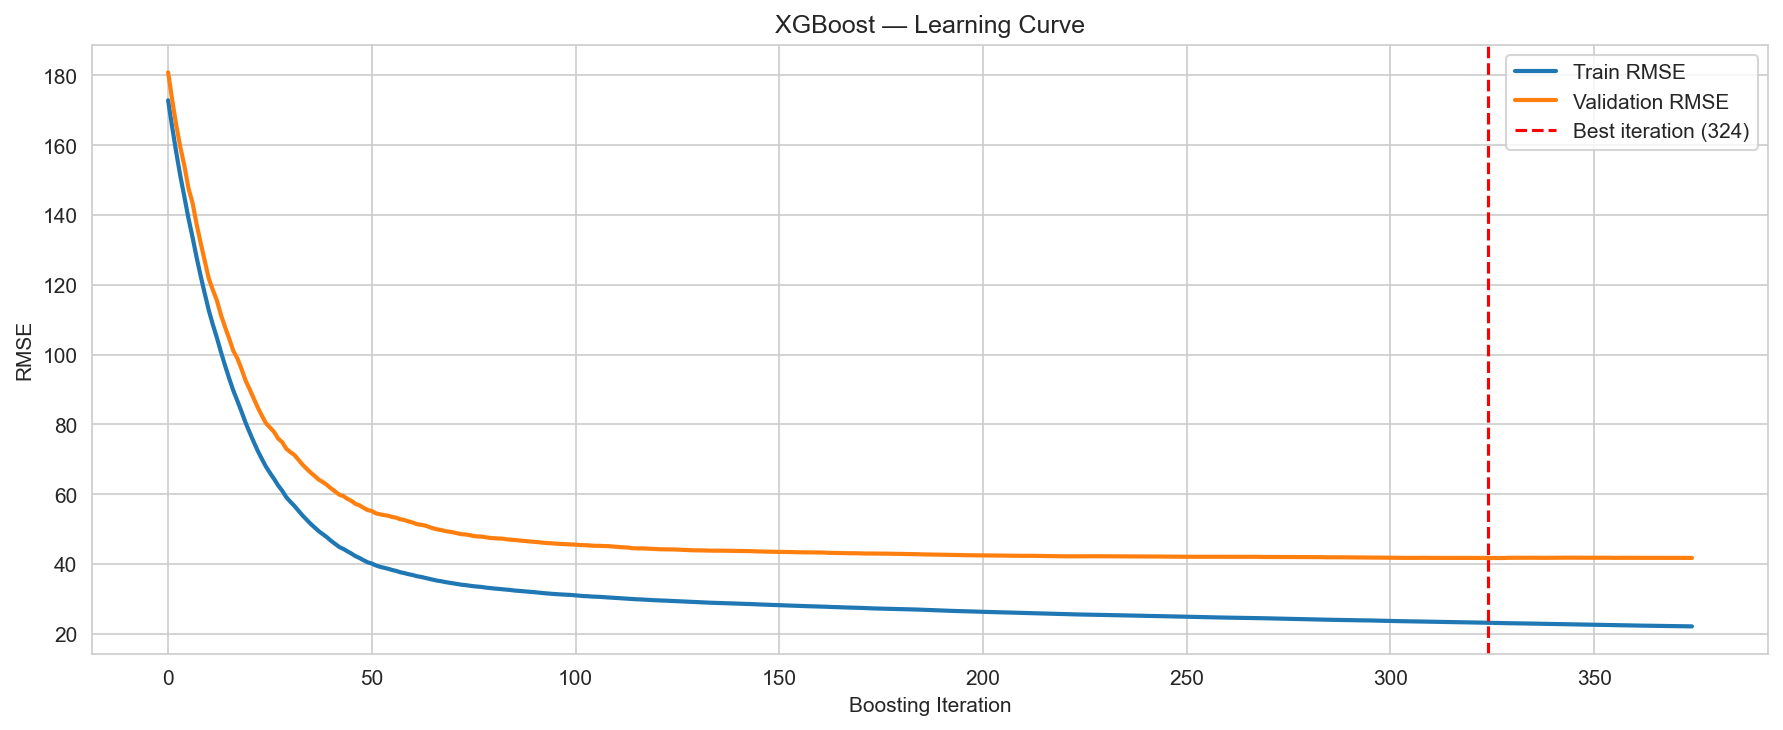 XGBoost — Learning Curve
Train RMSE
Validation RMSE
Best iteration (324)
RMSE
180
160
140
120
100
80
60
40
20
0 50 100 150 200 250 300 350
Boosting Iteration